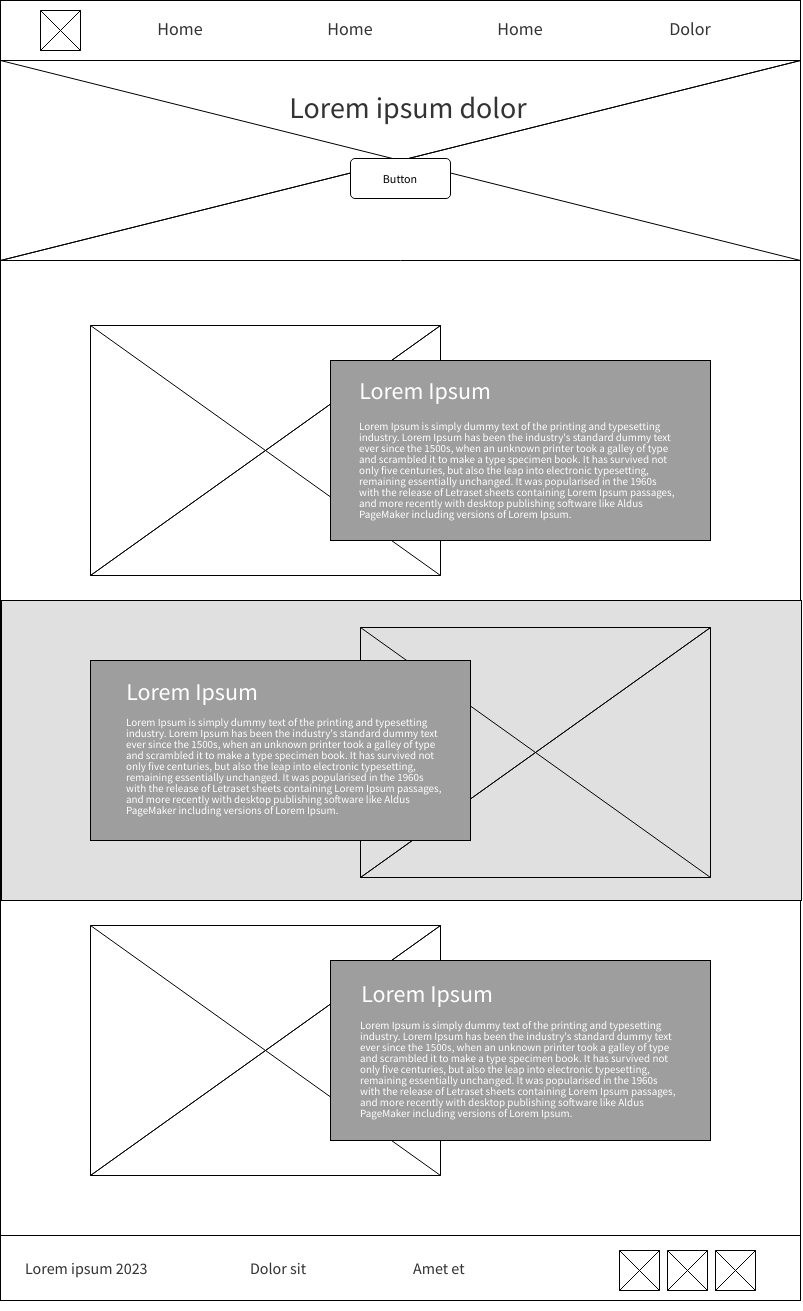 Home Home Home Dolor
Lorem ipsum dolor
Button
Lorem Ipsum
Lorem Ipsum is simply dummy text of the printing and typesetting
industry. Lorem Ipsum has been the industry's standard dummy text
ever since the 1500s, when an unknown printer took a galley of type
and scrambled it to make a type specimen book. It has survived not
only five centuries, but also the leap into electronic typesetting,
remaining essentially unchanged. It was popularised in the 1960s
with the release of Letraset sheets containing Lorem Ipsum passages,
and more recently with desktop publishing software like Aldus
PageMaker including versions of Lorem Ipsum.
Lorem Ipsum
Lorem Ipsum is simply dummy text of the printing and typesetting
industry. Lorem Ipsum has been the industry's standard dummy text
ever since the 1500s, when an unknown printer took a galley of type
and scrambled it to make a type specimen book. It has survived not
only five centuries, but also the leap into electronic typesetting,
remaining essentially unchanged. It was popularised in the 1960s
with the release of Letraset sheets containing Lorem Ipsum passages,
and more recently with desktop publishing software like Aldus
PageMaker including versions of Lorem Ipsum.
Lorem Ipsum
Lorem Ipsum is simply dummy text of the printing and typesetting
industry. Lorem Ipsum has been the industry's standard dummy text
ever since the 1500s, when an unknown printer took a galley of type
and scrambled it to make a type specimen book. It has survived not
only five centuries, but also the leap into electronic typesetting,
remaining essentially unchanged. It was popularised in the 1960s
with the release of Letraset sheets containing Lorem Ipsum passages,
and more recently with desktop publishing software like Aldus
PageMaker including versions of Lorem Ipsum.
Lorem ipsum 2023 Dolor sit Amet et